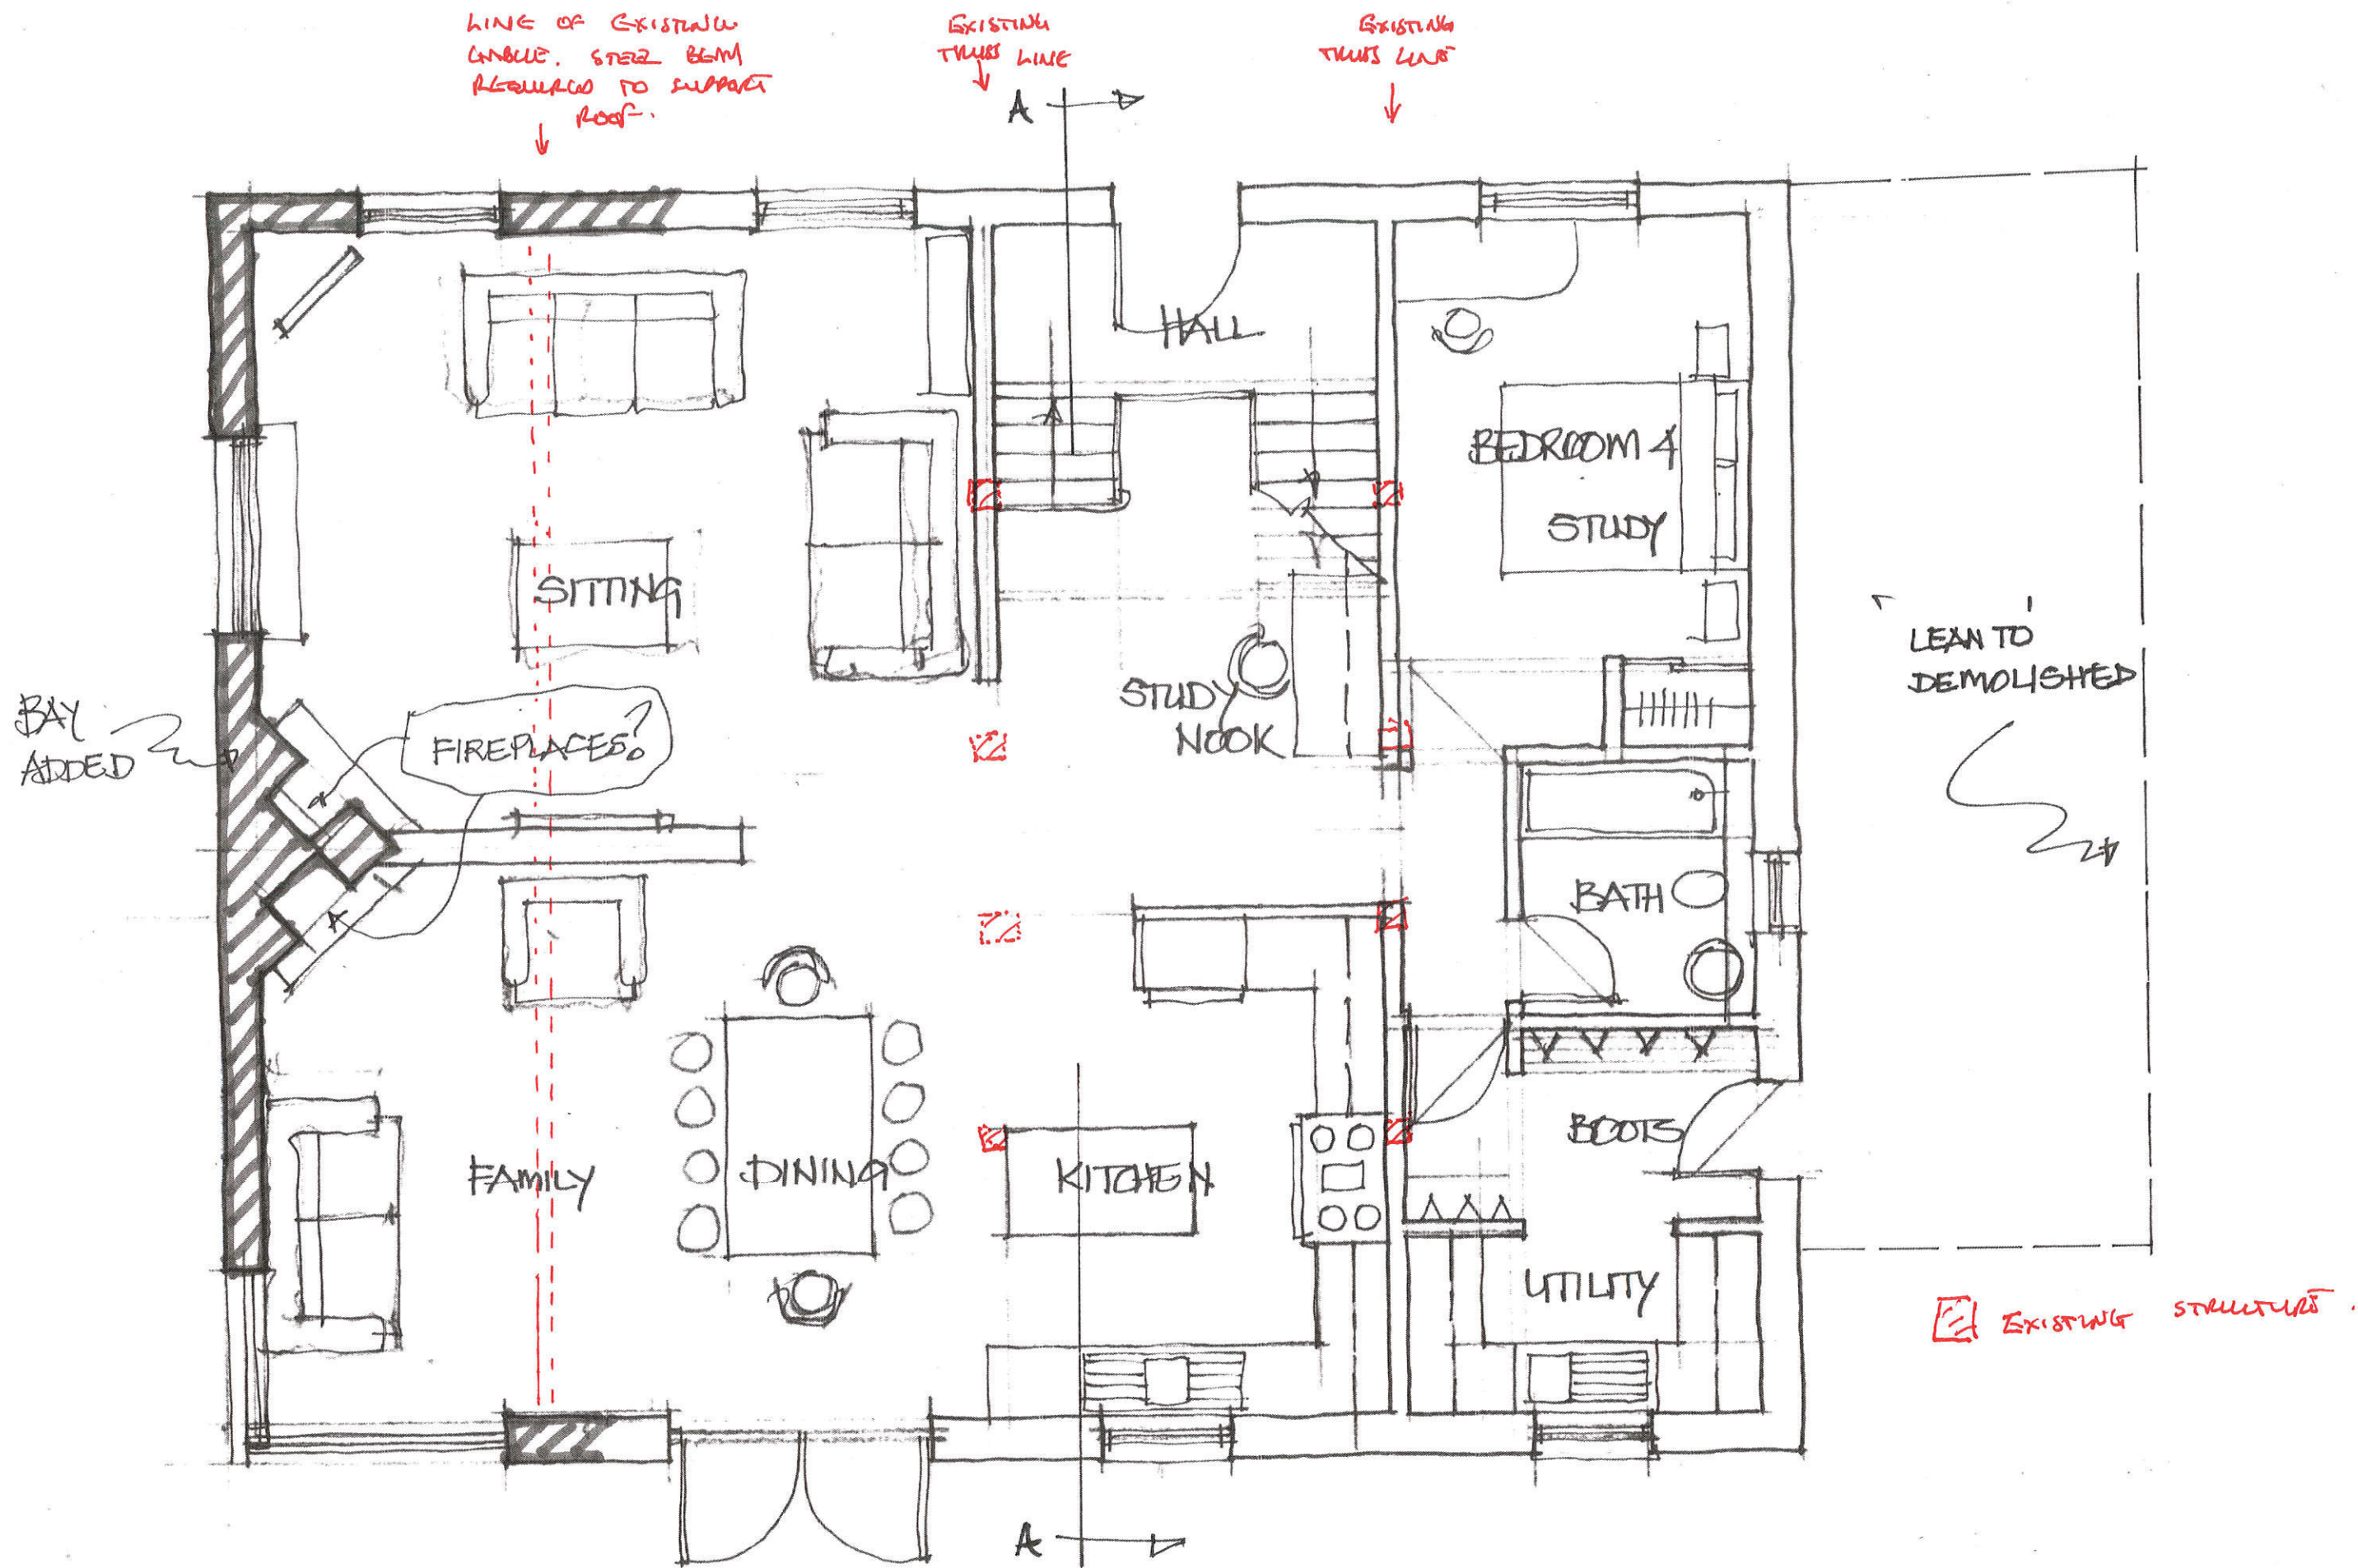 LINE OF EXISTING
GABLE. STEEL BEAM
REQUIRED TO SUPPORT
ROOF.
EXISTING
TRUSS LINE
EXISTING
TRUSS LINE
A
HALL
BEDROOM 4
STUDY
SITTING
LEAN TO
DEMOLISHED
STUDY
NOOK
BAY
ADDED
FIREPLACES?
BATH
BOOTS
FAMILY
DINING
KITCHEN
UTILITY
EXISTING STRUCTURE.
A